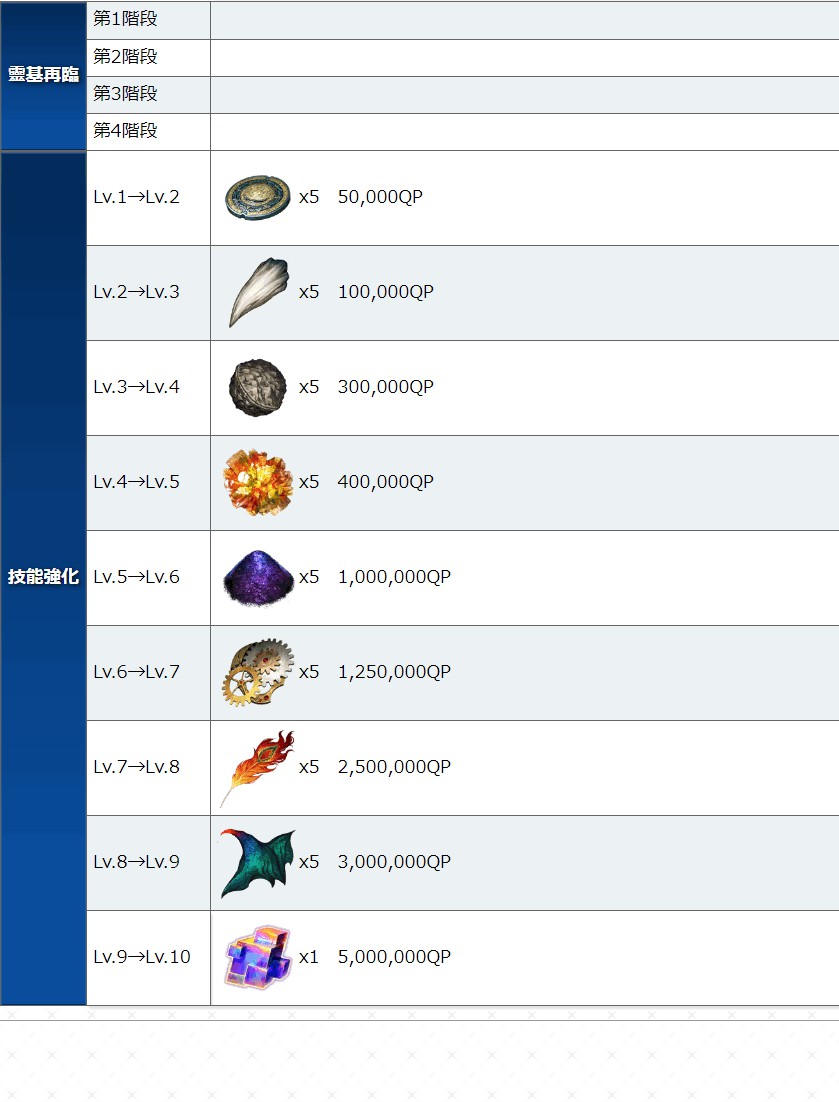 靈基再臨
第1階段
第2階段
第3階段
第4階段
技能強化
Lv.1→Lv.2 x5 50,000QP
Lv.2→Lv.3 x5 100,000QP
Lv.3→Lv.4 x5 300,000QP
Lv.4→Lv.5 x5 400,000QP
Lv.5→Lv.6 x5 1,000,000QP
Lv.6→Lv.7 x5 1,250,000QP
Lv.7→Lv.8 x5 2,500,000QP
Lv.8→Lv.9 x5 3,000,000QP
Lv.9→Lv.10 x1 5,000,000QP